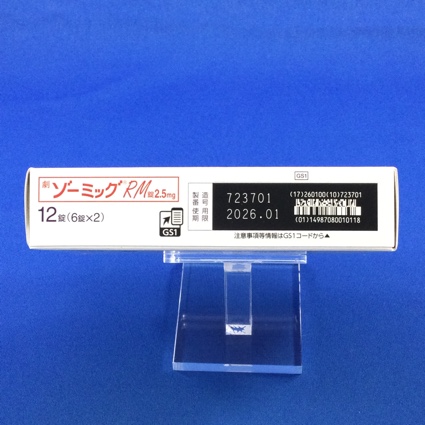 劇 ゾーミッグRM錠2.5mg
12錠(6錠×2)
GS1
製造番号 723701
使用期限 2026.01
GS1
(17)260100(10)723701
(01)14987080010118
注意事項等情報はGS1コードから▲